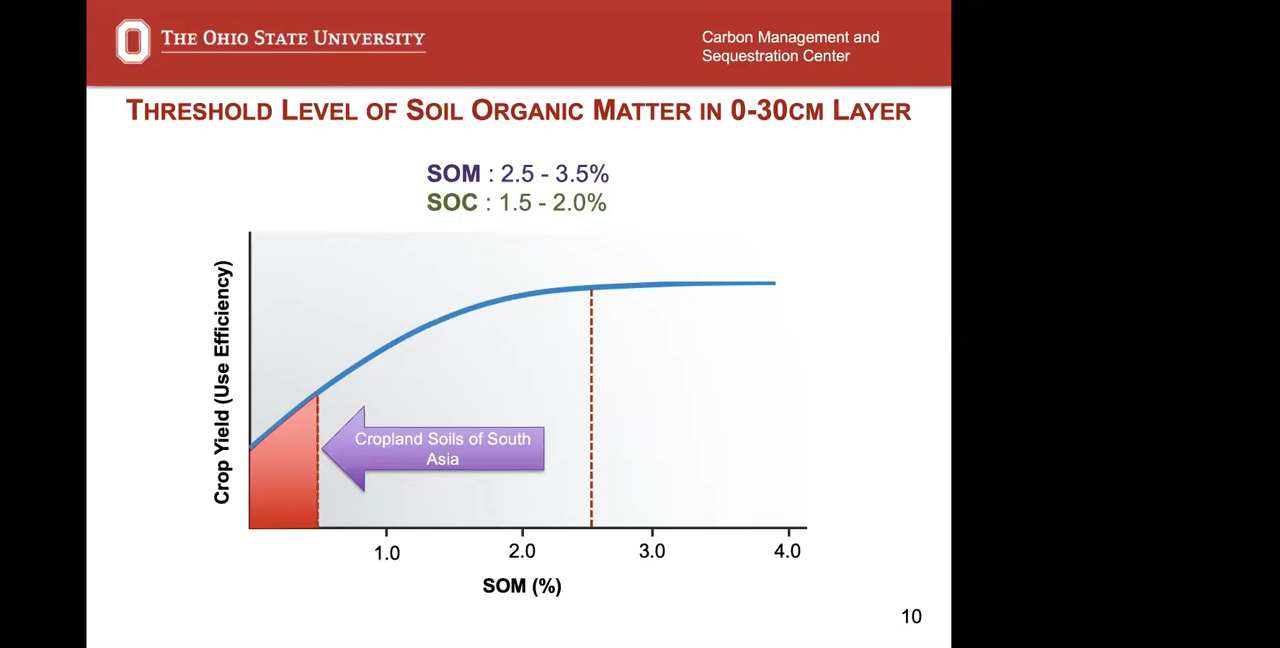 THE OHIO STATE UNIVERSITY
Carbon Management and
Sequestration Center
THRESHOLD LEVEL OF SOIL ORGANIC MATTER IN 0-30CM LAYER
SOM : 2.5 - 3.5%
SOC : 1.5 - 2.0%
Crop Yield (Use Efficiency)
Cropland Soils of South
Asia
1.0 2.0 3.0 4.0
SOM (%)
10